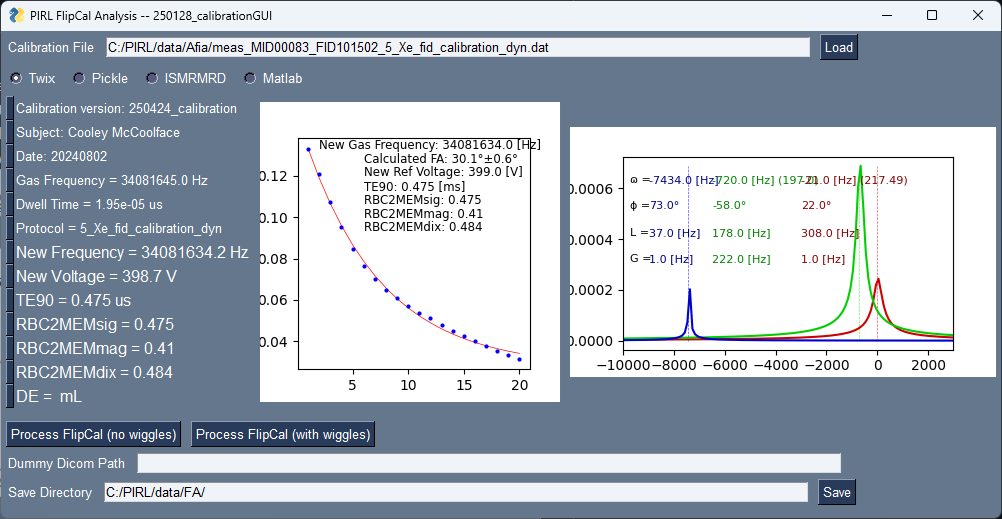 PIRL FlipCal Analysis -- 250128_calibrationGUI
Calibration File C:/PIRL/data/Afia/meas_MID00083_FID101502_5_Xe_fid_calibration_dyn.dat Load
Twix Pickle ISMRMRD Matlab
Calibration version: 250424_calibration
Subject: Cooley McCoolface
Date: 20240802
Gas Frequency = 34081645.0 Hz
Dwell Time = 1.95e-05 us
Protocol = 5_Xe_fid_calibration_dyn
New Frequency = 34081634.2 Hz
New Voltage = 398.7 V
TE90 = 0.475 us
RBC2MEMsig = 0.475
RBC2MEMmag = 0.41
RBC2MEMdix = 0.484
DE = mL
New Gas Frequency: 34081634.0 [Hz]
Calculated FA: 30.1°±0.6°
New Ref Voltage: 399.0 [V]
TE90: 0.475 [ms]
RBC2MEMsig: 0.475
RBC2MEMmag: 0.41
RBC2MEMdix: 0.484
0.12
0.10
0.08
0.06
0.04
5 10 15 20
ω = -7434.0 [Hz] -720.0 [Hz] (197.0) -21.0 [Hz] (217.49)
ϕ = 73.0° -58.0° 22.0°
L = 37.0 [Hz] 178.0 [Hz] 308.0 [Hz]
G = 1.0 [Hz] 222.0 [Hz] 1.0 [Hz]
0.0006
0.0004
0.0002
0.0000
−10000 −8000 −6000 −4000 −2000 0 2000
Process FlipCal (no wiggles) Process FlipCal (with wiggles)
Dummy Dicom Path
Save Directory C:/PIRL/data/FA/ Save